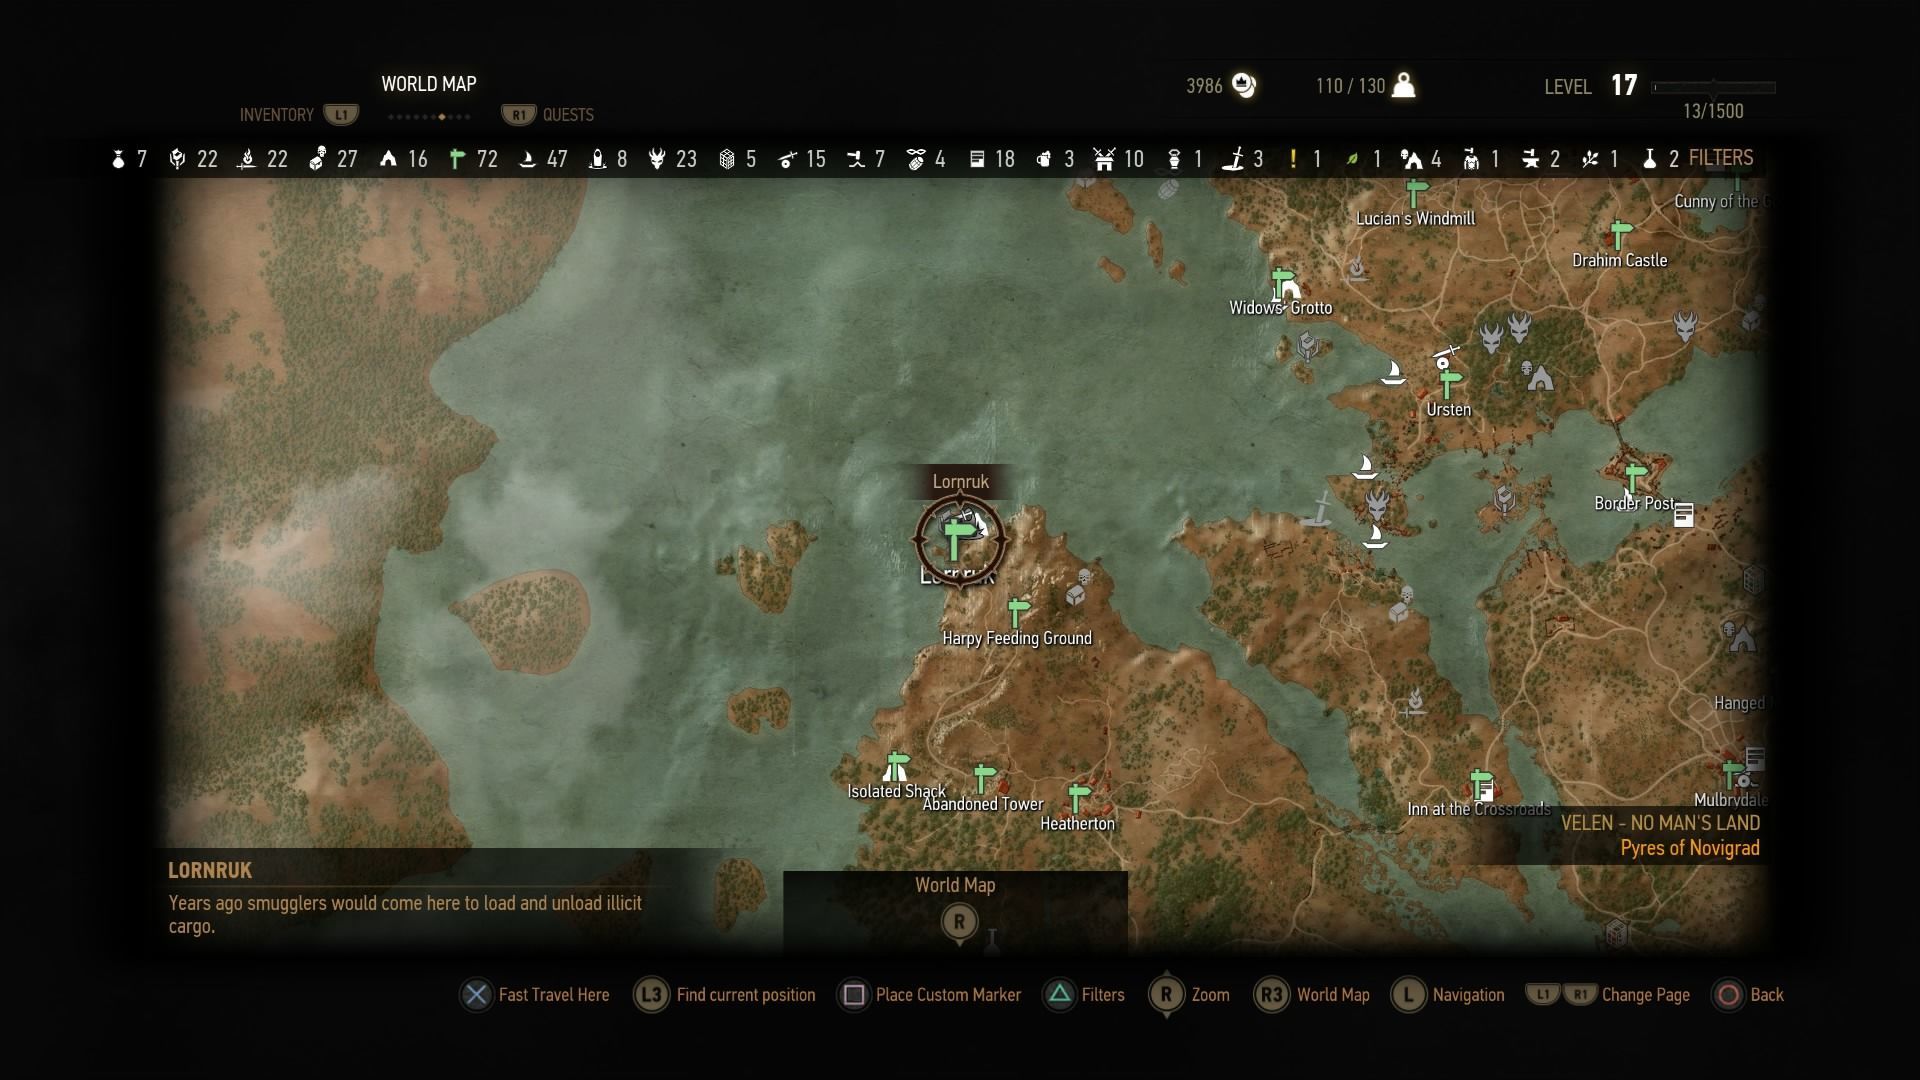 WORLD MAP
3986
110 / 130
LEVEL 17
13/1500
INVENTORY L1
R1 QUESTS
7 22 22 27 16 72 47 8 23 5 15 7 4 18 3 10 1 3 ! 1 1 4 1 2 1 2 FILTERS
Cunny of the G
Lucian's Windmill
Drahim Castle
Widows' Grotto
Ursten
Lornruk
Border Post
Lornruk
Harpy Feeding Ground
Hanged
Isolated Shack
Abandoned Tower
Heatherton
Inn at the Crossroads
Mulbrydale
VELEN - NO MAN'S LAND
Pyres of Novigrad
LORNRUK
Years ago smugglers would come here to load and unload illicit
cargo.
World Map
R
Fast Travel Here L3 Find current position Place Custom Marker Filters R Zoom R3 World Map L Navigation L1 R1 Change Page Back